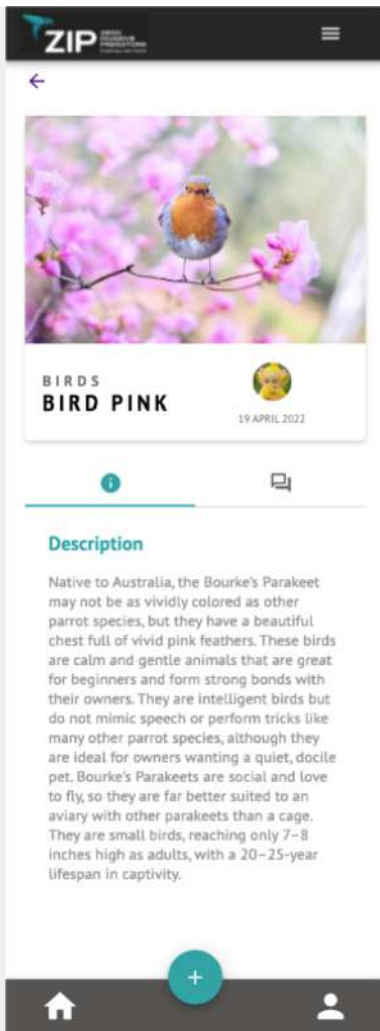 ZIP
ZERO
INVASIVE
PREDATORS
BIRDS
BIRD PINK
19 APRIL 2022
Description
Native to Australia, the Bourke's Parakeet
may not be as vividly colored as other
parrot species, but they have a beautiful
chest full of vivid pink feathers. These birds
are calm and gentle animals that are great
for beginners and form strong bonds with
their owners. They are intelligent birds but
do not mimic speech or perform tricks like
many other parrot species, although they
are ideal for owners wanting a quiet, docile
pet. Bourke's Parakeets are social and love
to fly, so they are far better suited to an
aviary with other parakeets than a cage.
They are small birds, reaching only 7–8
inches high as adults, with a 20–25-year
lifespan in captivity.